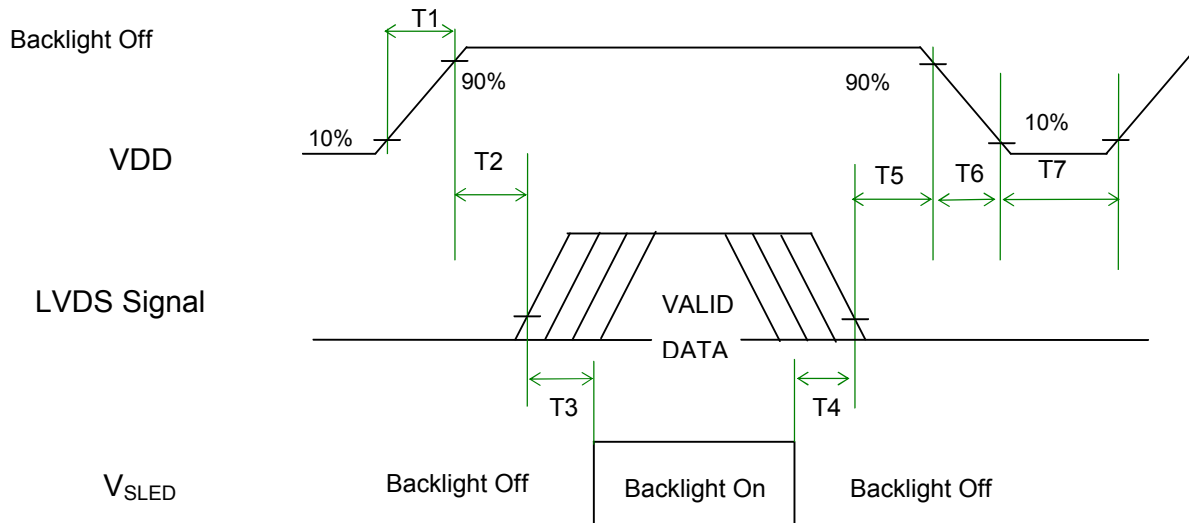 T1
Backlight Off
90%
90%
10%
10%
VDD
T2
T5
T6
T7
LVDS Signal
VALID
DATA
T3
T4
VSLED
Backlight Off
Backlight On
Backlight Off